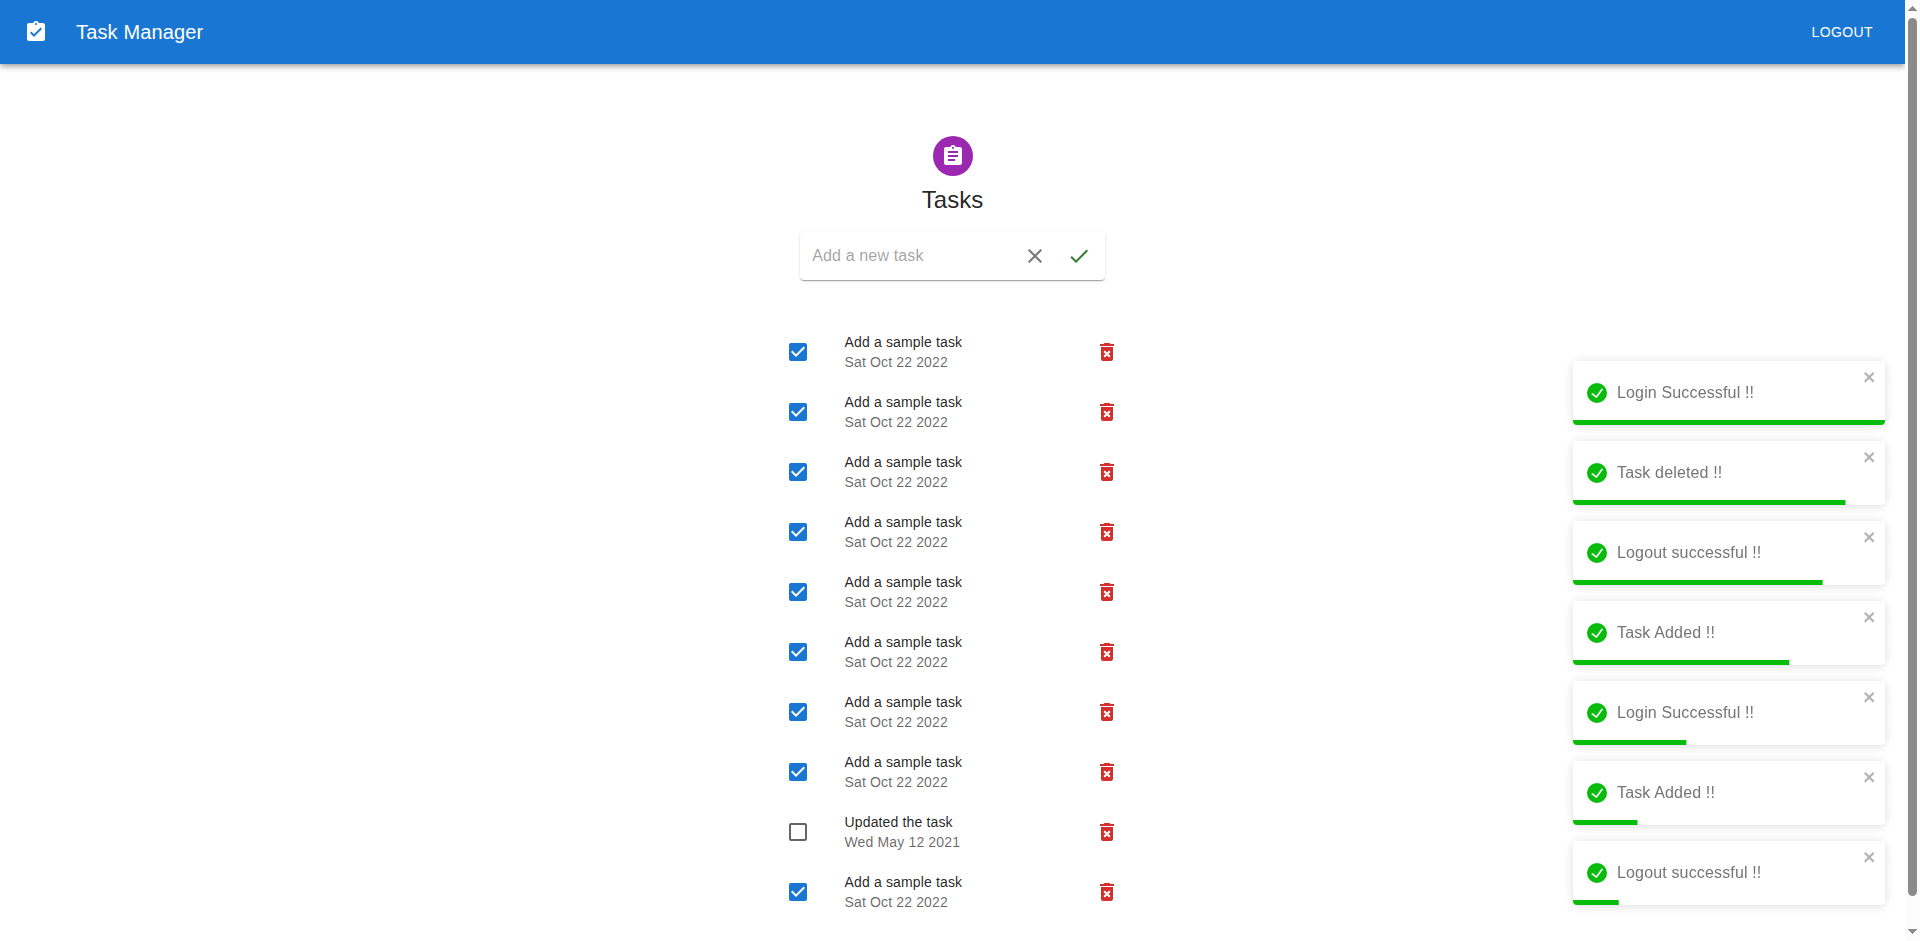 Task Manager
LOGOUT
Tasks
Add a new task
Add a sample task
Sat Oct 22 2022
Add a sample task
Sat Oct 22 2022
Add a sample task
Sat Oct 22 2022
Add a sample task
Sat Oct 22 2022
Add a sample task
Sat Oct 22 2022
Add a sample task
Sat Oct 22 2022
Add a sample task
Sat Oct 22 2022
Add a sample task
Sat Oct 22 2022
Updated the task
Wed May 12 2021
Add a sample task
Sat Oct 22 2022
Login Successful !!
Task deleted !!
Logout successful !!
Task Added !!
Login Successful !!
Task Added !!
Logout successful !!